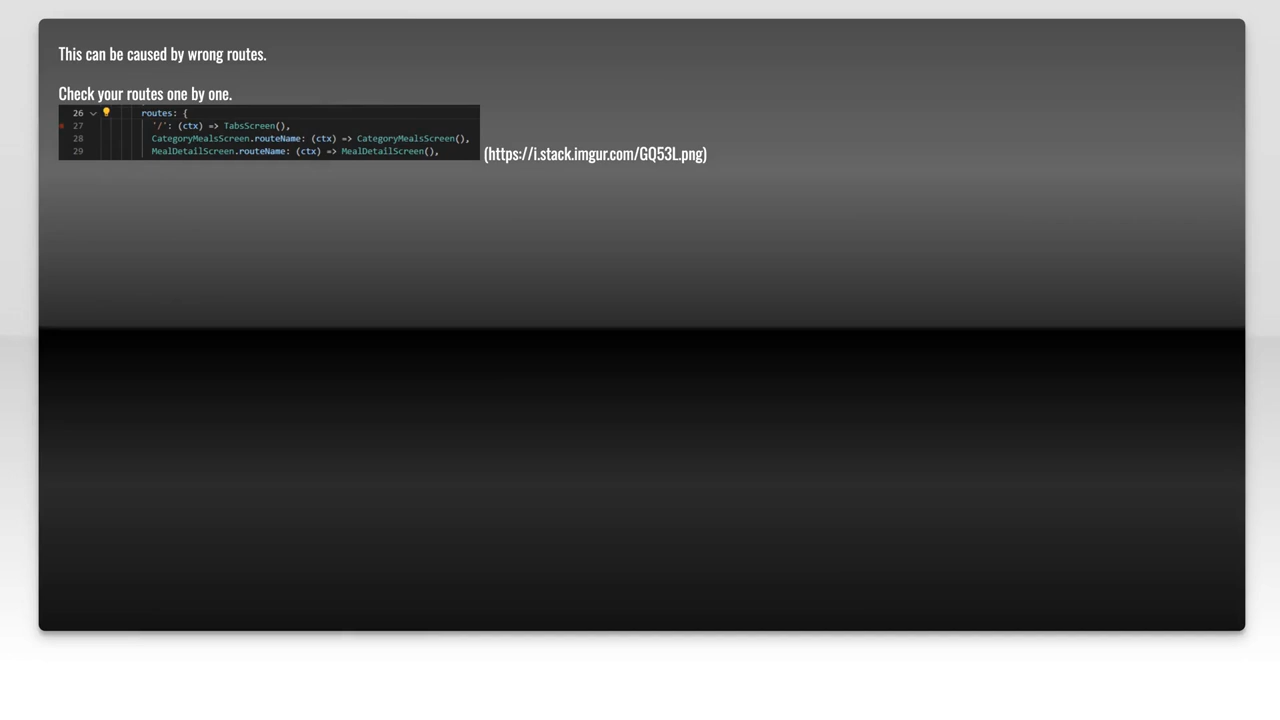 This can be caused by wrong routes.
Check your routes one by one.
26 routes: {
27 '/': (ctx) => TabsScreen(),
28 CategoryMealsScreen.routeName: (ctx) => CategoryMealsScreen(),
29 MealDetailScreen.routeName: (ctx) => MealDetailScreen(),
(https://i.stack.imgur.com/GQ53L.png)